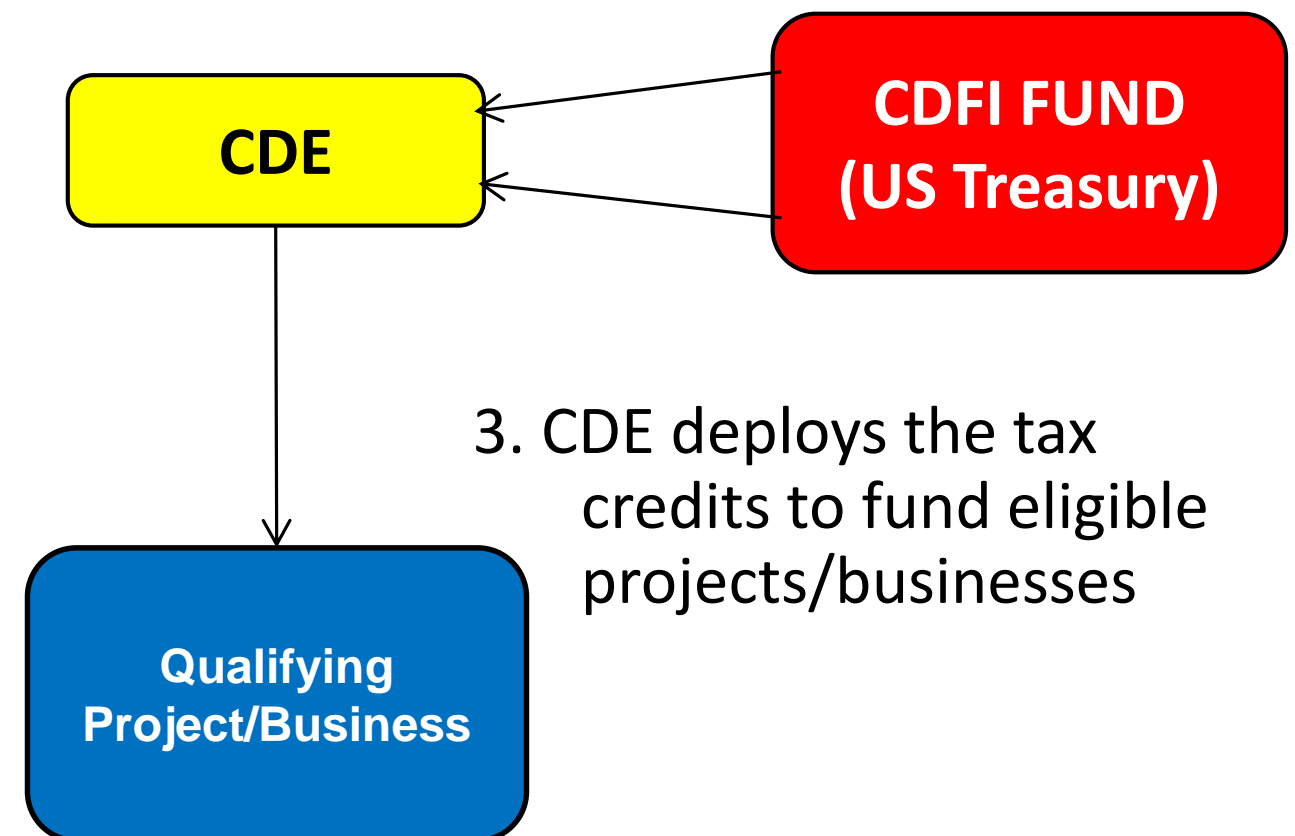 CDE
CDFI FUND
(US Treasury)
3. CDE deploys the tax
credits to fund eligible
projects/businesses
Qualifying
Project/Business